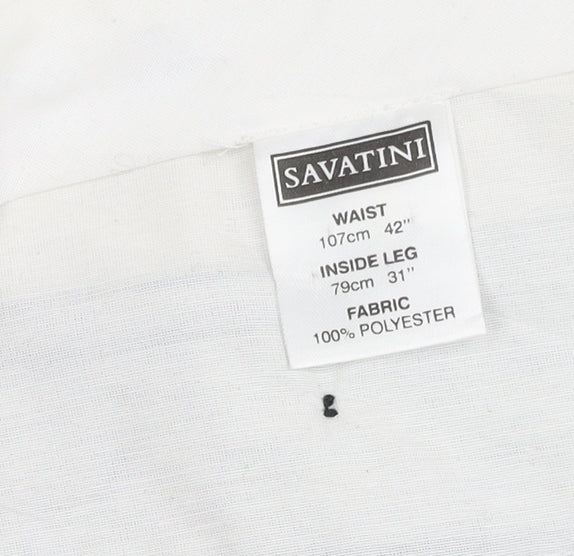 SAVATINI
WAIST
107cm 42"
INSIDE LEG
79cm 31"
FABRIC
100% POLYESTER